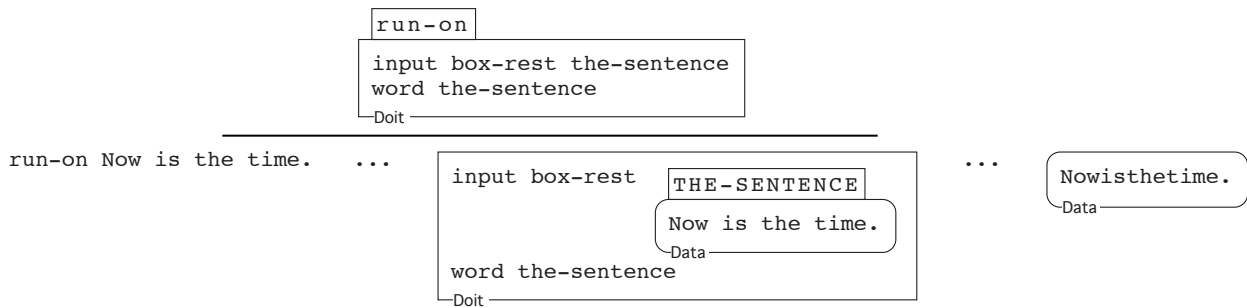 run-on
input box-rest the-sentence
word the-sentence
Doit
run-on Now is the time. ...
input box-rest
THE-SENTENCE
Now is the time.
Data
word the-sentence
Doit
...
Nowisthetime.
Data